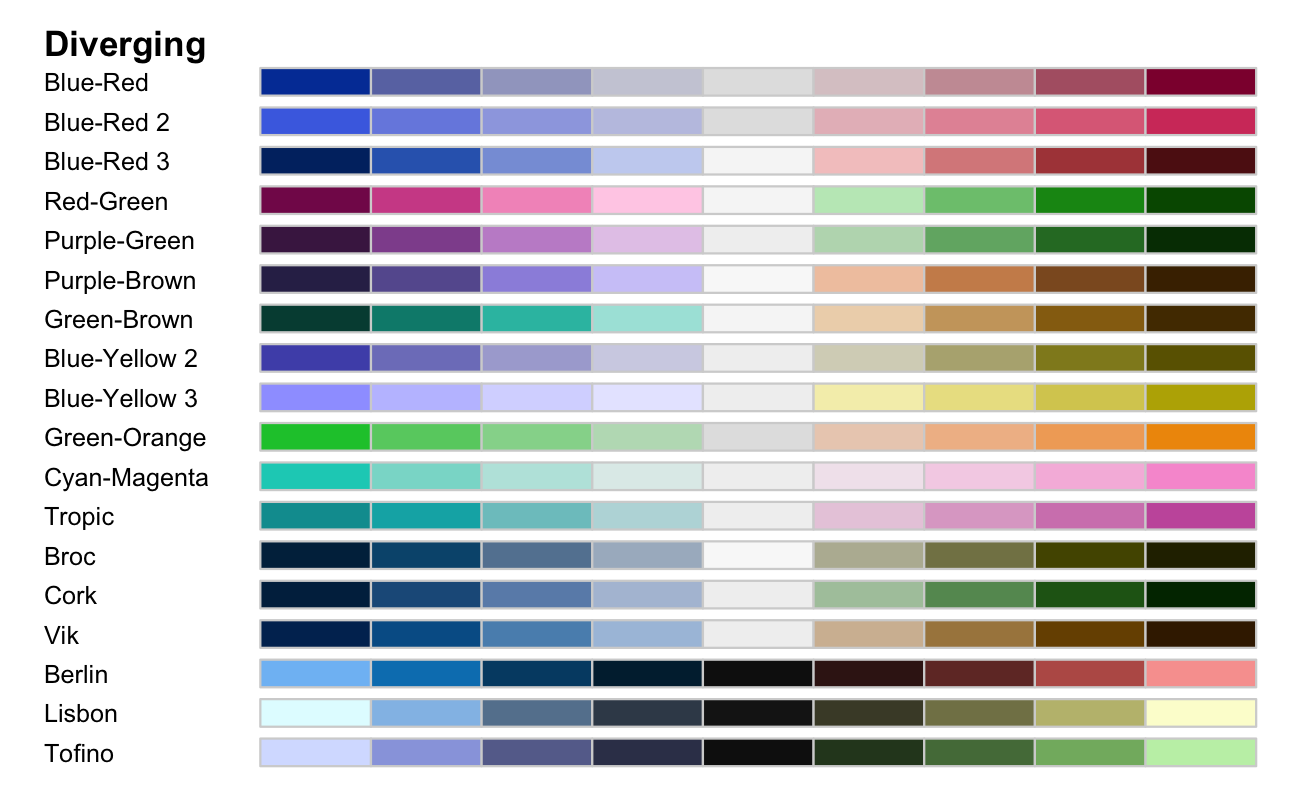 Diverging
Blue-Red
Blue-Red 2
Blue-Red 3
Red-Green
Purple-Green
Purple-Brown
Green-Brown
Blue-Yellow 2
Blue-Yellow 3
Green-Orange
Cyan-Magenta
Tropic
Broc
Cork
Vik
Berlin
Lisbon
Tofino